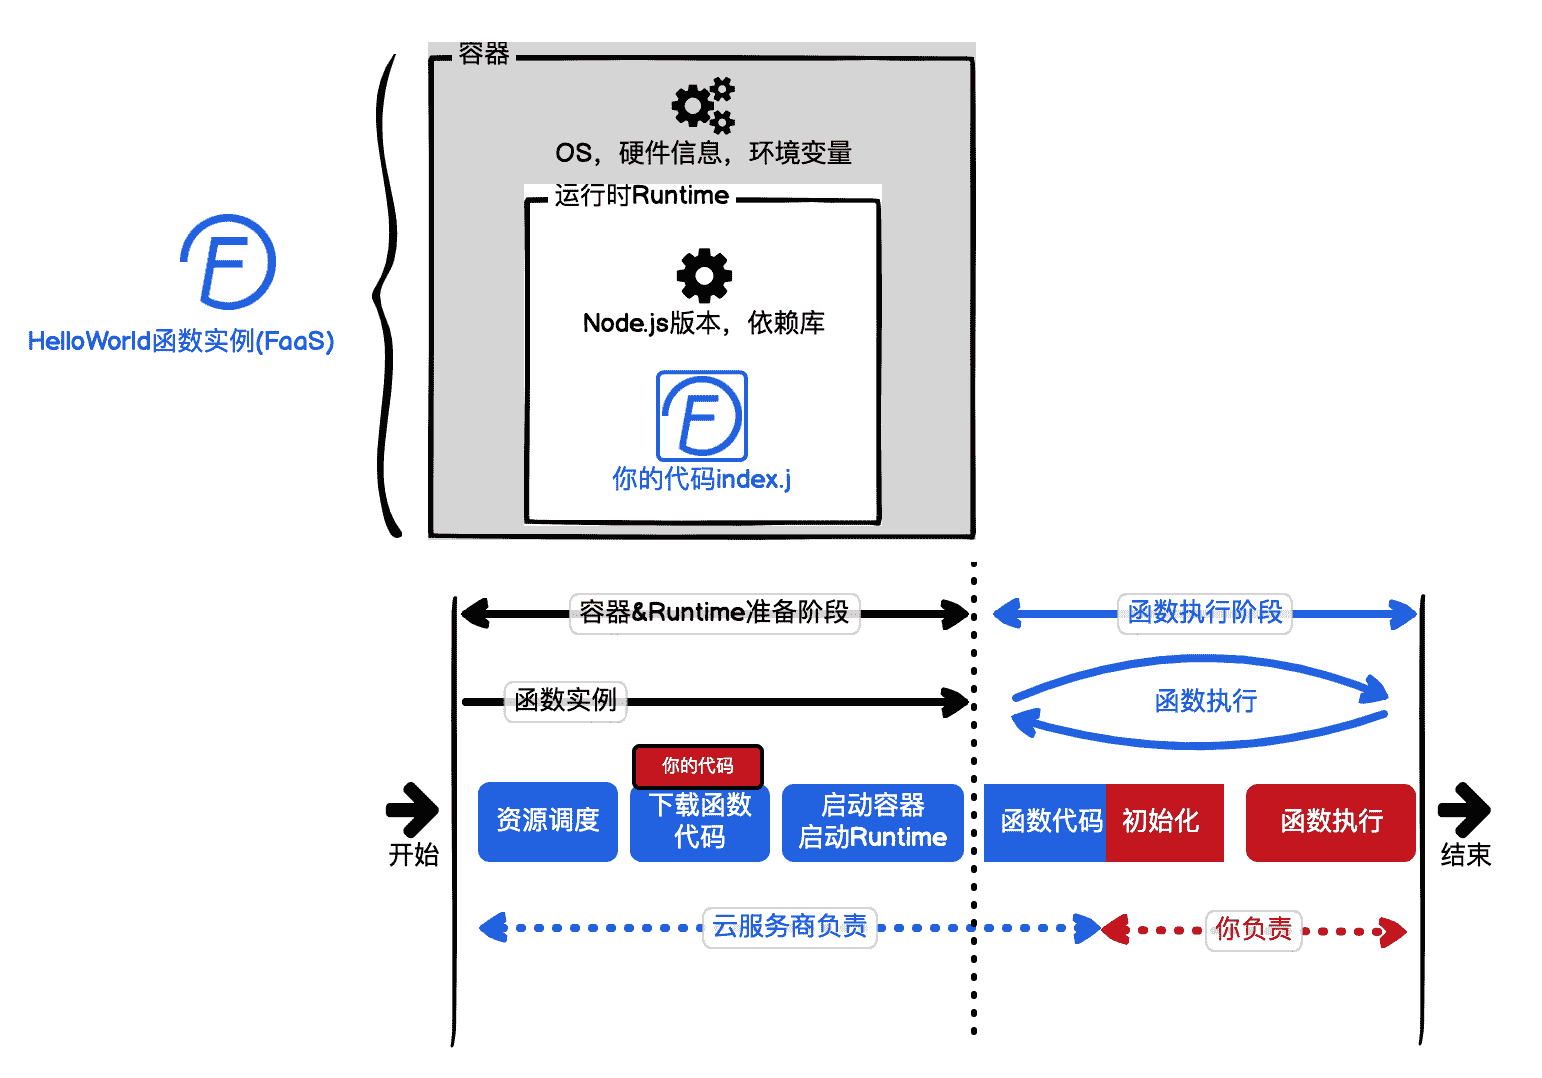 容器
OS，硬件信息，环境变量
运行时Runtime
Node.js版本，依赖库
你的代码index.j
HelloWorld函数实例(FaaS)
容器&Runtime准备阶段
函数执行阶段
函数实例
函数执行
你的代码
资源调度
下载函数
代码
启动容器
启动Runtime
函数代码 初始化
函数执行
开始
结束
云服务商负责
你负责